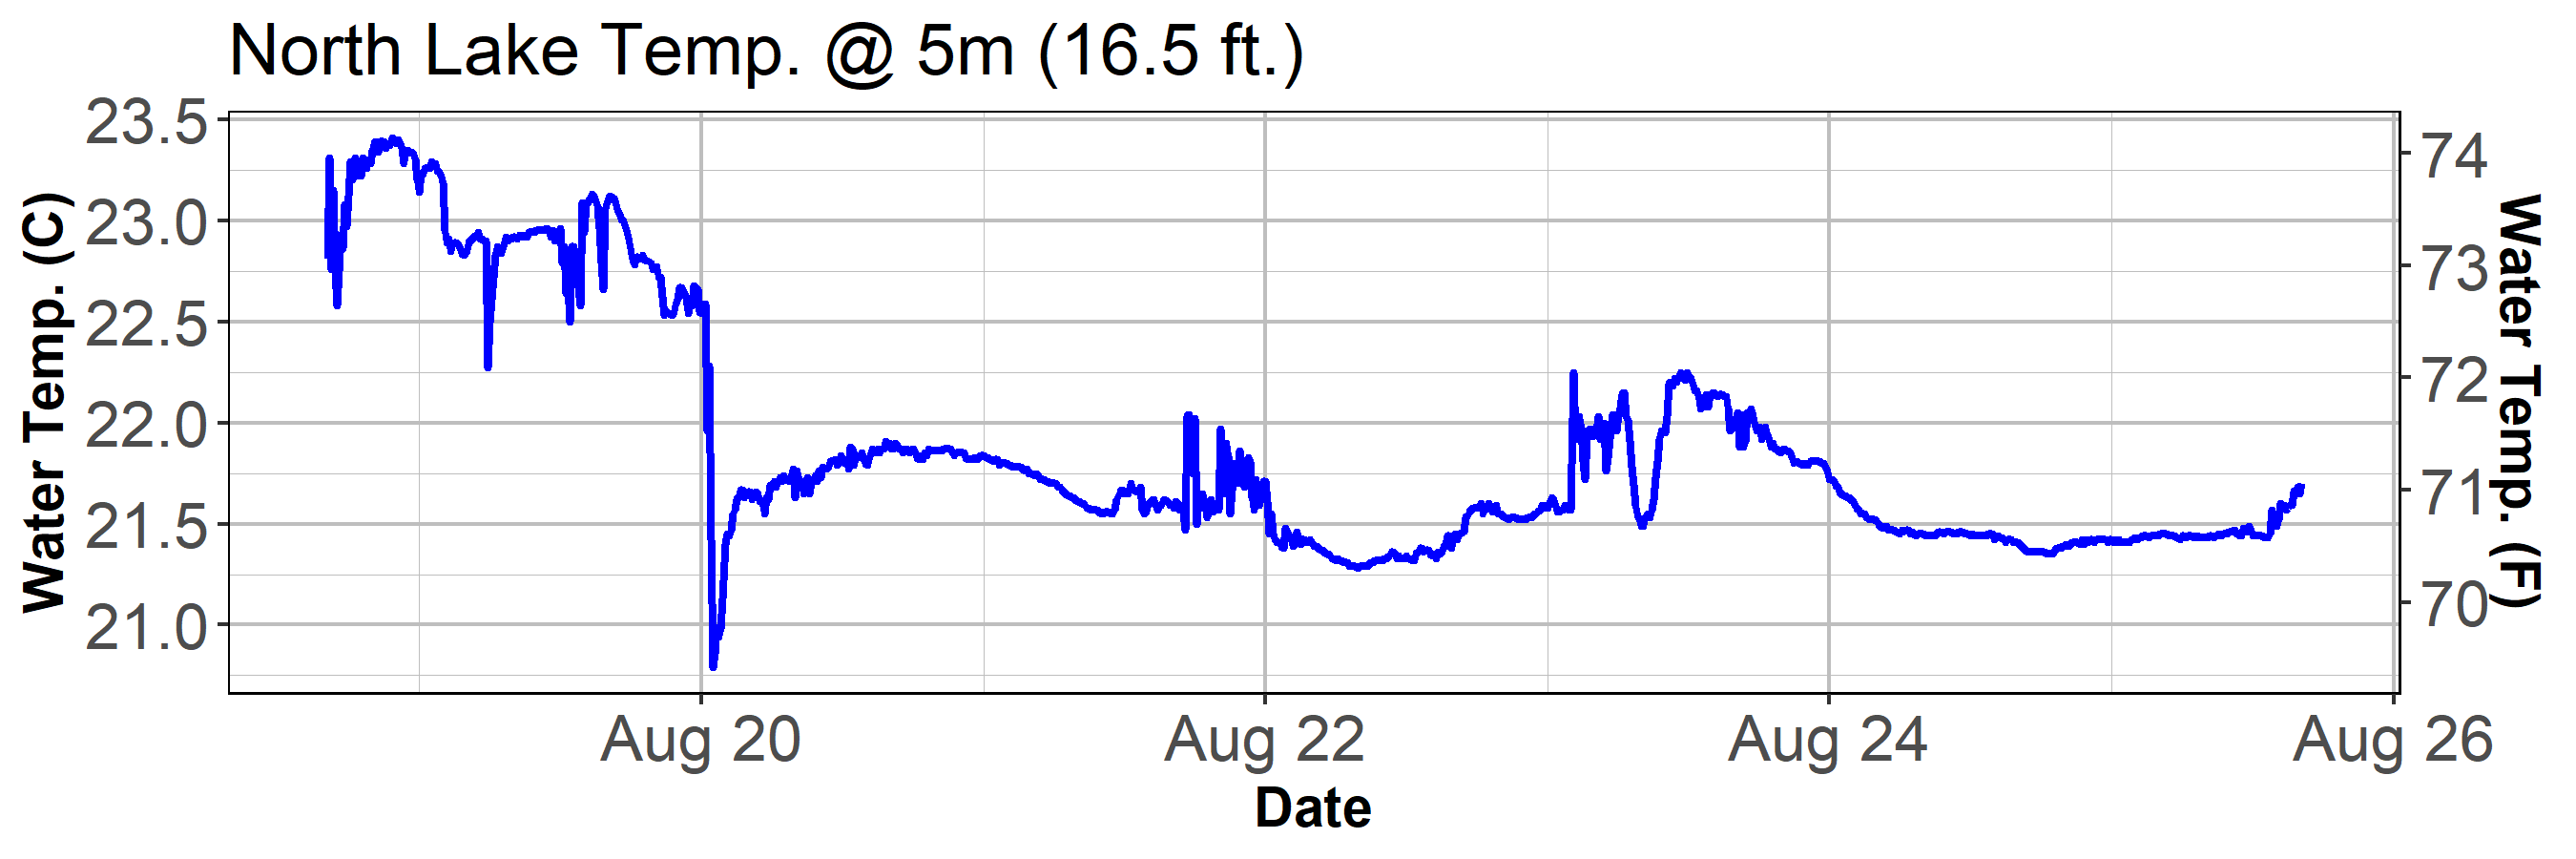 North Lake Temp. @ 5m (16.5 ft.)
Water Temp. (C)
23.5
23.0
22.5
22.0
21.5
21.0
74
73
72
71
70
Water Temp. (F)
Aug 20 Aug 22 Aug 24 Aug 26
Date